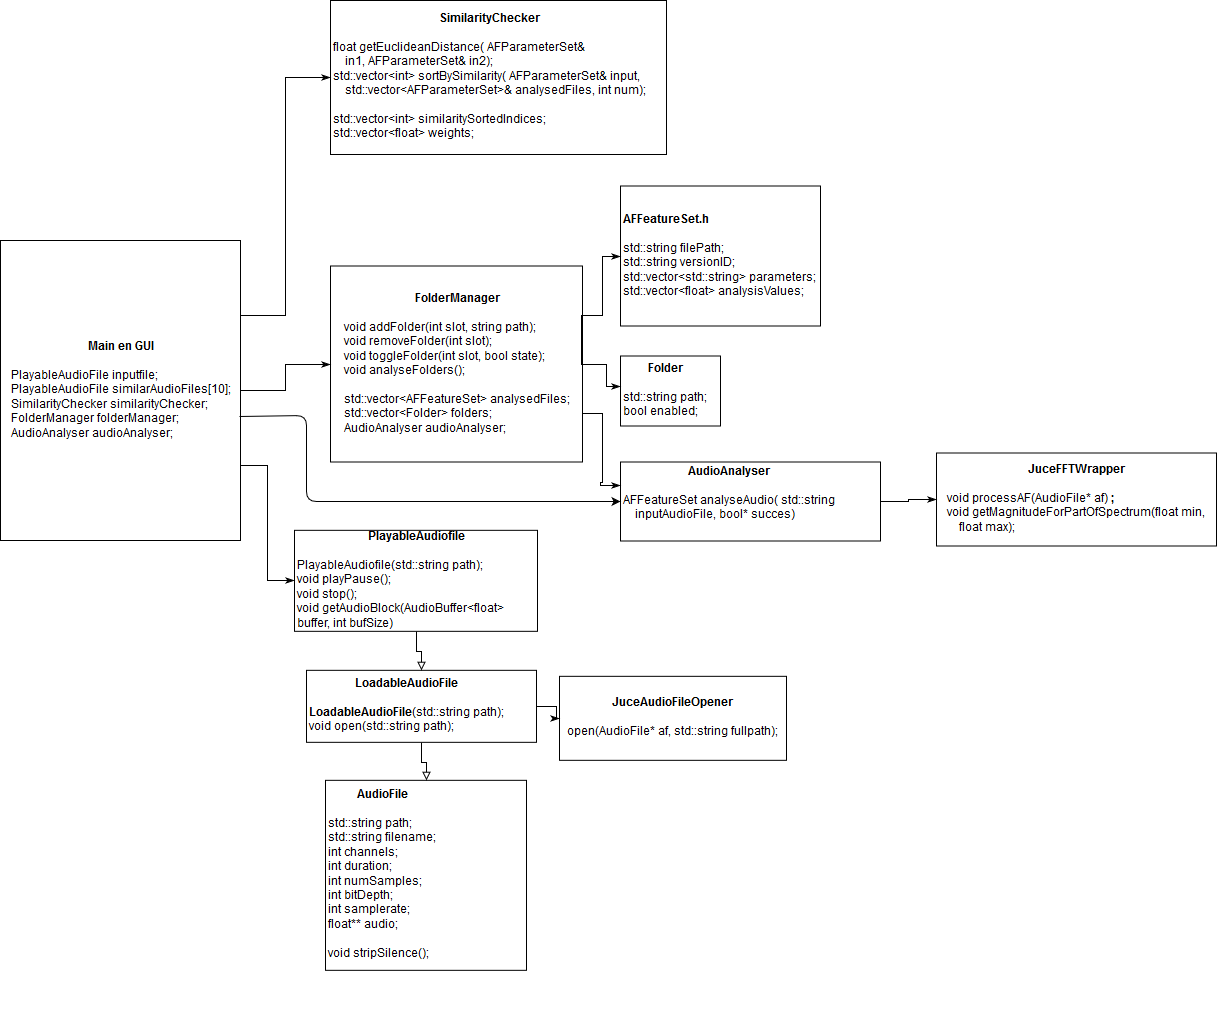 SimilarityChecker
float getEuclideanDistance( AFParameterSet&
in1, AFParameterSet& in2);
std::vector<int> sortBySimilarity( AFParameterSet& input,
std::vector<AFParameterSet>& analysedFiles, int num);
std::vector<int> similaritySortedIndices;
std::vector<float> weights;
AFFeatureSet.h
std::string filePath;
std::string versionID;
std::vector<std::string> parameters;
std::vector<float> analysisValues;
Main en GUI
PlayableAudioFile inputfile;
PlayableAudioFile similarAudioFiles[10];
SimilarityChecker similarityChecker;
FolderManager folderManager;
AudioAnalyser audioAnalyser;
FolderManager
void addFolder(int slot, string path);
void removeFolder(int slot);
void toggleFolder(int slot, bool state);
void analyseFolders();
std::vector<AFFeatureSet> analysedFiles;
std::vector<Folder> folders;
AudioAnalyser audioAnalyser;
Folder
std::string path;
bool enabled;
AudioAnalyser
AFFeatureSet analyseAudio( std::string
inputAudioFile, bool* succes)
JuceFFTWrapper
void processAF(AudioFile* af) ;
void getMagnitudeForPartOfSpectrum(float min,
float max);
PlayableAudiofile
PlayableAudiofile(std::string path);
void playPause();
void stop();
void getAudioBlock(AudioBuffer<float>
buffer, int bufSize)
LoadableAudioFile
LoadableAudioFile(std::string path);
void open(std::string path);
JuceAudioFileOpener
open(AudioFile* af, std::string fullpath);
AudioFile
std::string path;
std::string filename;
int channels;
int duration;
int numSamples;
int bitDepth;
int samplerate;
float** audio;
void stripSilence();